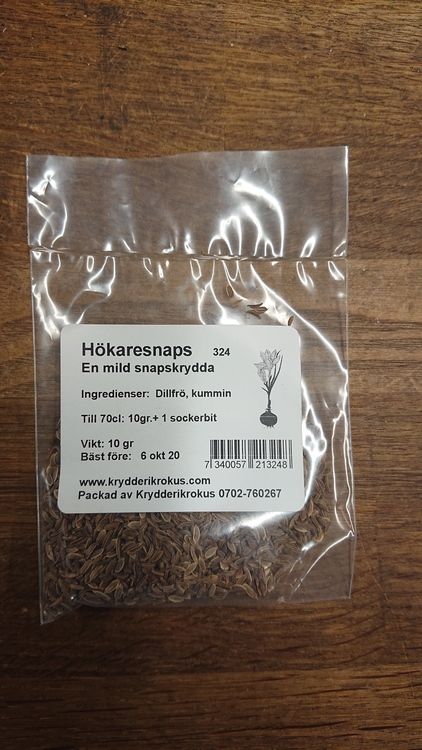 Hökaresnaps 324
En mild snapskrydda
Ingredienser: Dillfrö, kummin
Till 70cl: 10gr.+ 1 sockerbit
Vikt: 10 gr
Bäst före: 6 okt 20
7 340057 213248
www.krydderikrokus.com
Packad av Krydderikrokus 0702-760267